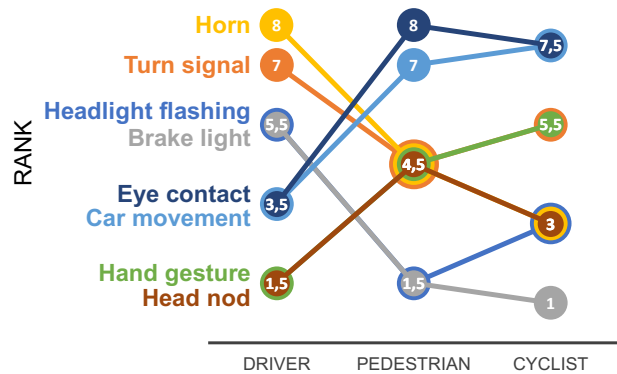 Horn
Turn signal
Headlight flashing
Brake light
Eye contact
Car movement
Hand gesture
Head nod
RANK
8
7
5,5
3,5
1,5
8
7
4,5
1,5
7,5
5,5
3
1
DRIVER PEDESTRIAN CYCLIST